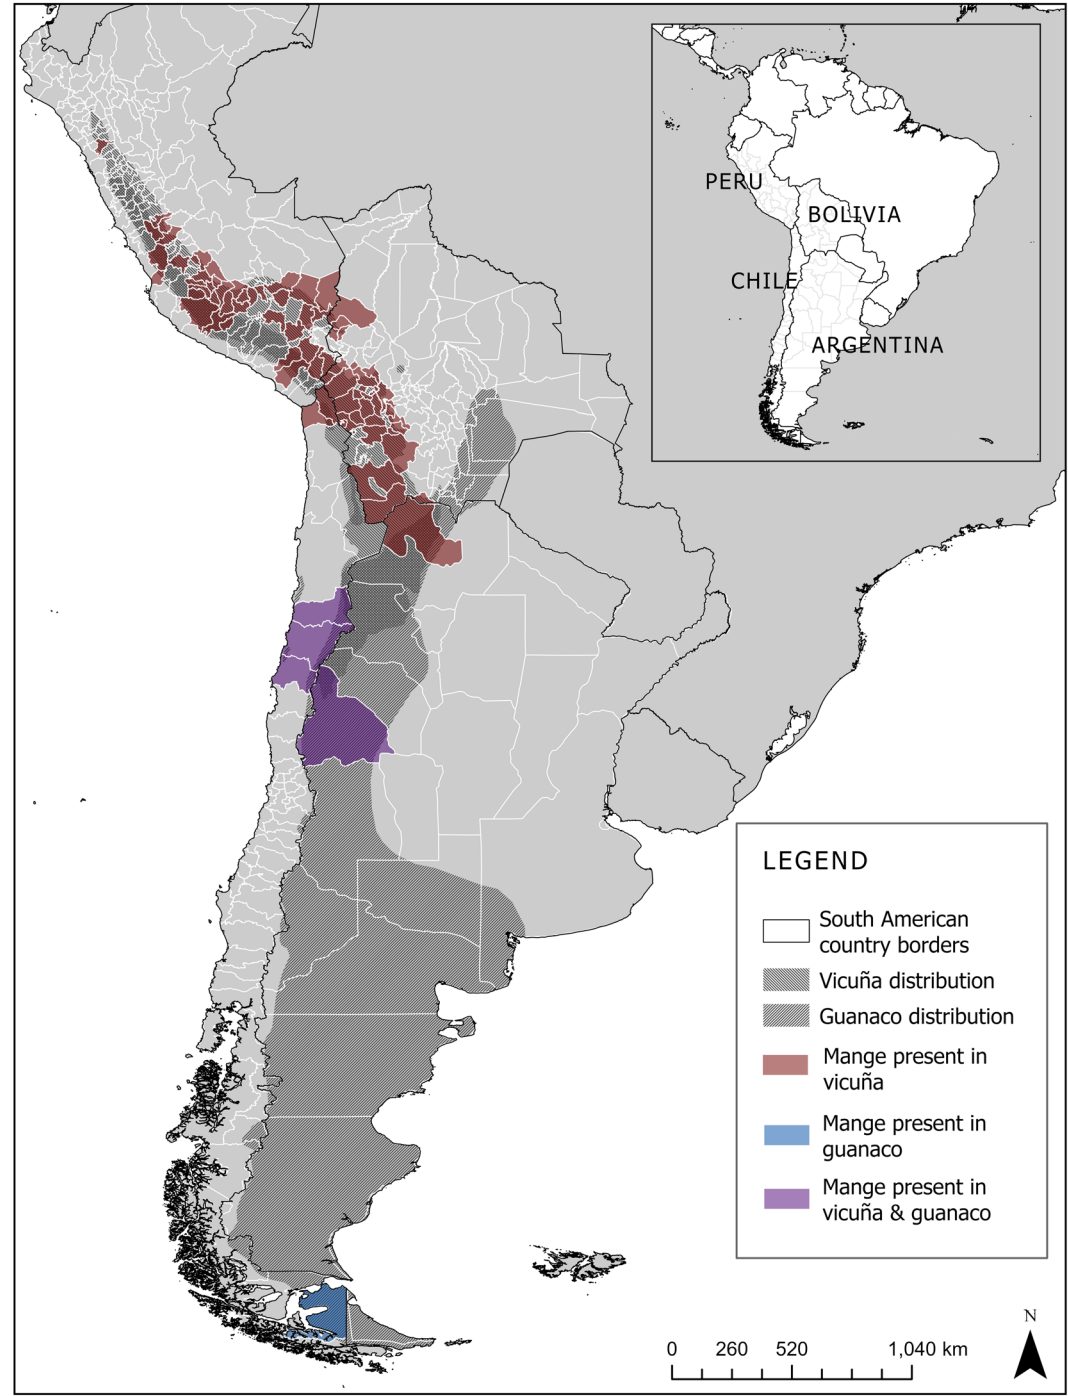 PERU
BOLIVIA
CHILE
ARGENTINA
LEGEND
South American
country borders
Vicuña distribution
Guanaco distribution
Mange present in
vicuña
Mange present in
guanaco
Mange present in
vicuña & guanaco
N
0 260 520 1,040 km